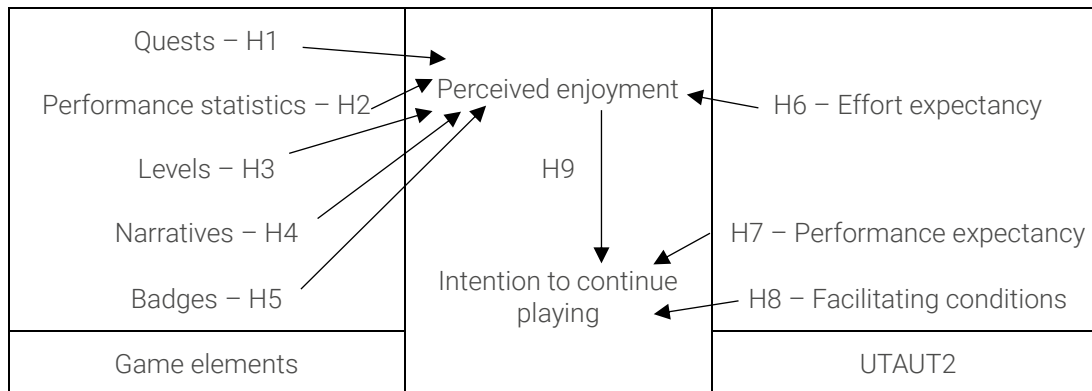 Quests – H1
Performance statistics – H2
Levels – H3
Narratives – H4
Badges – H5
Game elements
Perceived enjoyment
H9
Intention to continue
playing
H6 – Effort expectancy
H7 – Performance expectancy
H8 – Facilitating conditions
UTAUT2